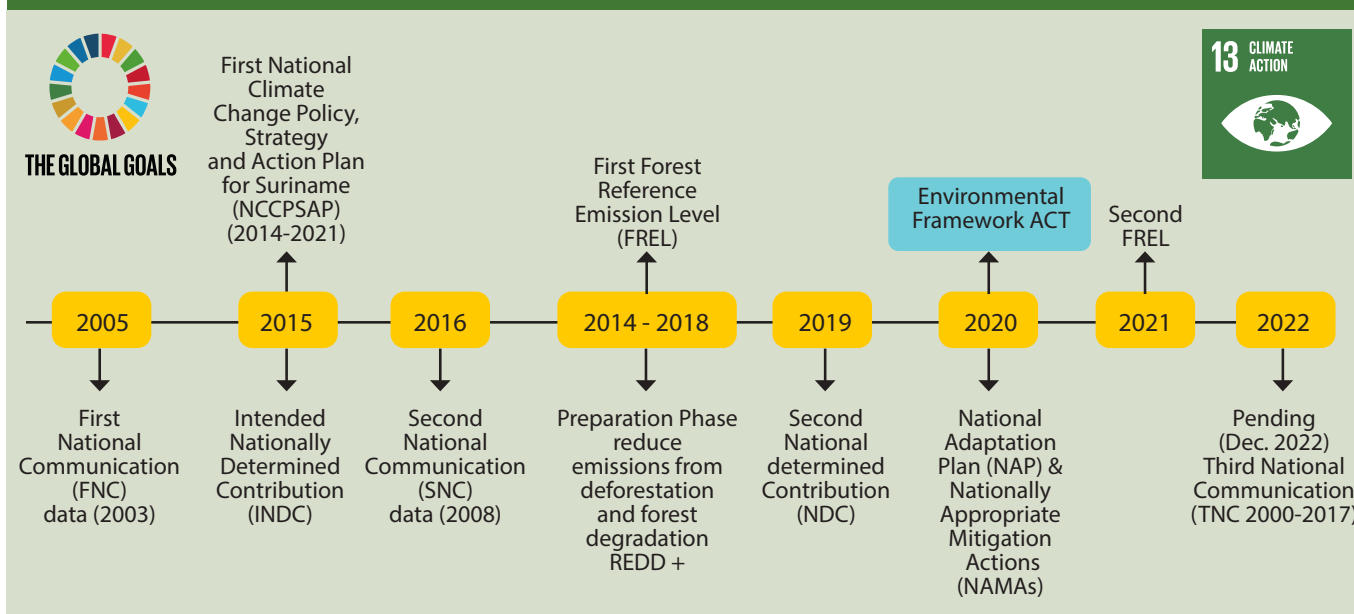 THE GLOBAL GOALS
First National
Climate
Change Policy,
Strategy
and Action Plan
for Suriname
(NCCPSAP)
(2014-2021)
First Forest
Reference
Emission Level
(FREL)
Environmental
Framework ACT
Second
FREL
13 CLIMATE
ACTION
2005
2015
2016
2014 - 2018
2019
2020
2021
2022
First
National
Communication
(FNC)
data (2003)
Intended
Nationally
Determined
Contribution
(INDC)
Second
National
Communication
(SNC)
data (2008)
Preparation Phase
reduce
emissions from
deforestation
and forest
degradation
REDD +
Second
National
determined
Contribution
(NDC)
National
Adaptation
Plan (NAP) &
Nationally
Appropriate
Mitigation
Actions
(NAMAs)
Pending
(Dec. 2022)
Third National
Communication
(TNC 2000-2017)